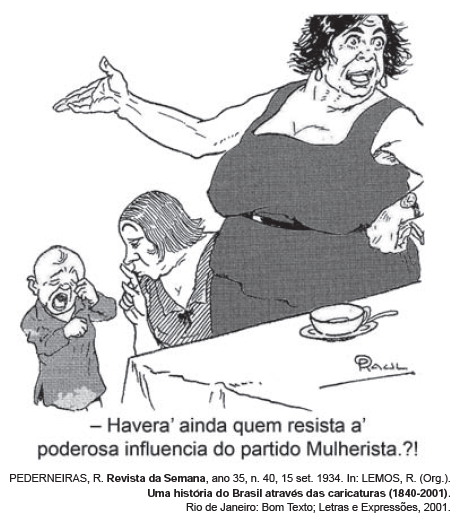 RAUL
– Havera' ainda quem resista a'
poderosa influencia do partido Mulherista.?!
PEDERNEIRAS, R. Revista da Semana, ano 35, n. 40, 15 set. 1934. In: LEMOS, R. (Org.).
Uma história do Brasil através das caricaturas (1840-2001).
Rio de Janeiro: Bom Texto; Letras e Expressões, 2001.